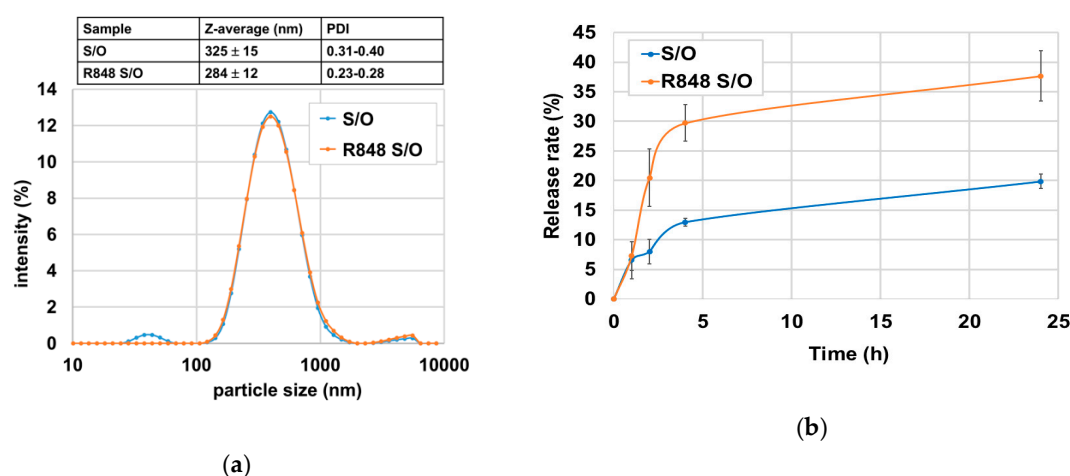 Sample Z-average (nm) PDI
S/O 325 ± 15 0.31-0.40
R848 S/O 284 ± 12 0.23-0.28
14
12
10
8
6
4
2
0
intensity (%)
S/O
R848 S/O
10 100 1000 10000
particle size (nm)
(a)
45
40
35
30
25
20
15
10
5
0
Release rate (%)
S/O
R848 S/O
0 5 10 15 20 25
Time (h)
(b)